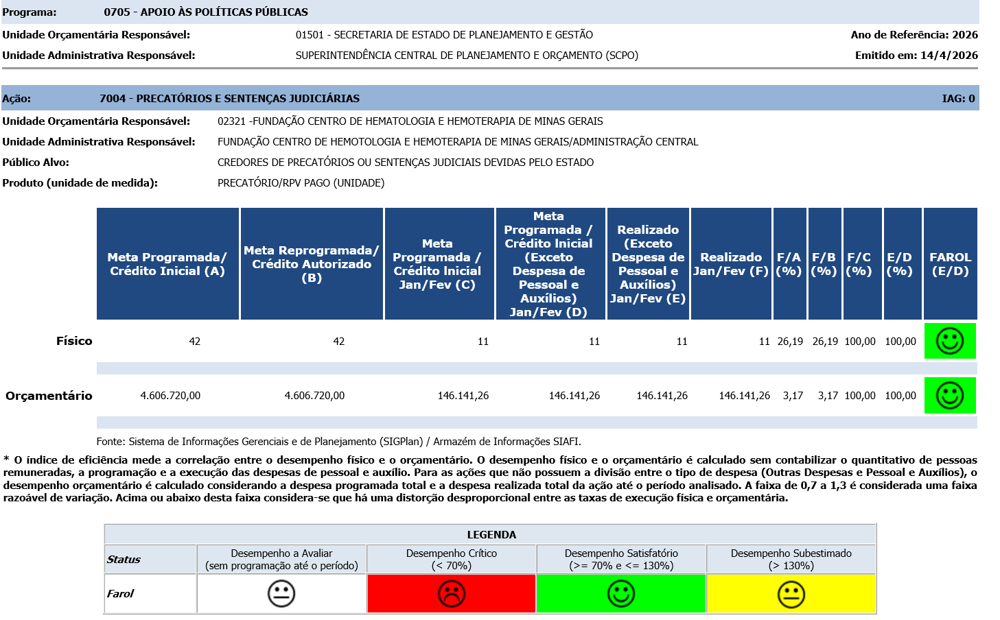 Programa: 0705 - APOIO ÀS POLÍTICAS PÚBLICAS
Unidade Orçamentária Responsável: 01501 - SECRETARIA DE ESTADO DE PLANEJAMENTO E GESTÃO Ano de Referência: 2026
Unidade Administrativa Responsável: SUPERINTENDÊNCIA CENTRAL DE PLANEJAMENTO E ORÇAMENTO (SCPO) Emitido em: 14/4/2026
Ação: 7004 - PRECATÓRIOS E SENTENÇAS JUDICIÁRIAS IAG: 0
Unidade Orçamentária Responsável: 02321 -FUNDAÇÃO CENTRO DE HEMATOLOGIA E HEMOTERAPIA DE MINAS GERAIS
Unidade Administrativa Responsável: FUNDAÇÃO CENTRO DE HEMOTOLOGIA E HEMOTERAPIA DE MINAS GERAIS/ADMINISTRAÇÃO CENTRAL
Público Alvo: CREDORES DE PRECATÓRIOS OU SENTENÇAS JUDICIAIS DEVIDAS PELO ESTADO
Produto (unidade de medida): PRECATÓRIO/RPV PAGO (UNIDADE)
Meta Programada/
Crédito Inicial (A)
Meta Reprogramada/
Crédito Autorizado
(B)
Meta
Programada /
Crédito Inicial
Jan/Fev (C)
Meta
Programada /
Crédito Inicial
(Exceto
Despesa de
Pessoal e
Auxílios)
Jan/Fev (D)
Realizado
(Exceto
Despesa de
Pessoal e
Auxílios)
Jan/Fev (E)
Realizado
Jan/Fev (F)
F/A
(%)
F/B
(%)
F/C
(%)
E/D
(%)
FAROL
(E/D)
Físico 42 42 11 11 11 11 26,19 26,19 100,00 100,00
Orçamentário 4.606.720,00 4.606.720,00 146.141,26 146.141,26 146.141,26 146.141,26 3,17 3,17 100,00 100,00
Fonte: Sistema de Informações Gerenciais e de Planejamento (SIGPlan) / Armazém de Informações SIAFI.
* O índice de eficiência mede a correlação entre o desempenho físico e o orçamentário. O desempenho físico e o orçamentário é calculado sem contabilizar o quantitativo de pessoas
remuneradas, a programação e a execução das despesas de pessoal e auxílio. Para as ações que não possuem a divisão entre o tipo de despesa (Outras Despesas e Pessoal e Auxílios), o
desempenho orçamentário é calculado considerando a despesa programada total e a despesa realizada total da ação até o período analisado. A faixa de 0,7 a 1,3 é considerada uma faixa
razoável de variação. Acima ou abaixo desta faixa considera-se que há uma distorção desproporcional entre as taxas de execução física e orçamentária.
LEGENDA
Status
Desempenho a Avaliar
(sem programação até o período)
Desempenho Crítico
(< 70%)
Desempenho Satisfatório
(>= 70% e <= 130%)
Desempenho Subestimado
(> 130%)
Farol